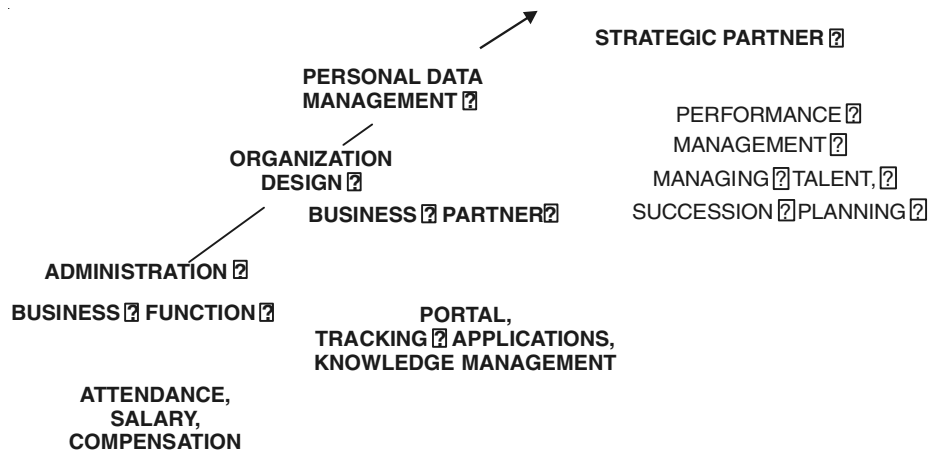 STRATEGIC PARTNER ⍰
PERSONAL DATA
MANAGEMENT ⍰
PERFORMANCE ⍰
MANAGEMENT ⍰
MANAGING ⍰ TALENT, ⍰
SUCCESSION ⍰ PLANNING ⍰
ORGANIZATION
DESIGN ⍰
BUSINESS ⍰ PARTNER ⍰
ADMINISTRATION ⍰
BUSINESS ⍰ FUNCTION ⍰
PORTAL,
TRACKING ⍰ APPLICATIONS,
KNOWLEDGE MANAGEMENT
ATTENDANCE,
SALARY,
COMPENSATION